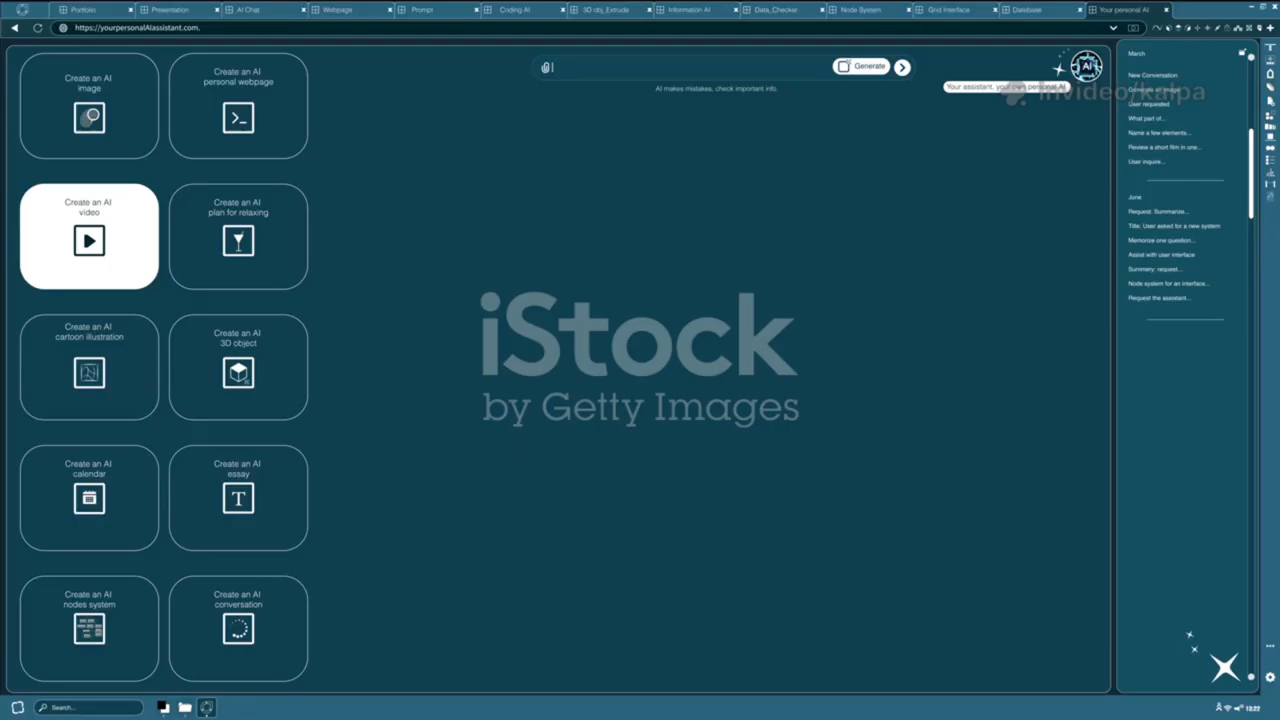 Portfolio
Presentation
AI Chat
Webpage
Prompt
Coding AI
3D obj_Extrude
Information AI
Data_Checker
Node System
Grid Interface
Database
Your personal AI
https://yourpersonalAIassistant.com.
Create an AI
image
Create an AI
personal webpage
Create an AI
video
Create an AI
plan for relaxing
Create an AI
cartoon illustration
Create an AI
3D object
Create an AI
calendar
Create an AI
essay
Create an AI
nodes system
Create an AI
conversation
Generate
AI makes mistakes, check important info.
AI
Your assistant, your own personal AI
invideo/kalpa
iStock
by Getty Images
March
New Conversation
Generate an image
User requested
What part of...
Name a few elements...
Review a short film in one...
User inquire...
June
Request: Summarize...
Title: User asked for a new system
Memorize one question...
Assist with user interface
Summary: request...
Node system for an interface...
Request the assistant...
Search...
13:22